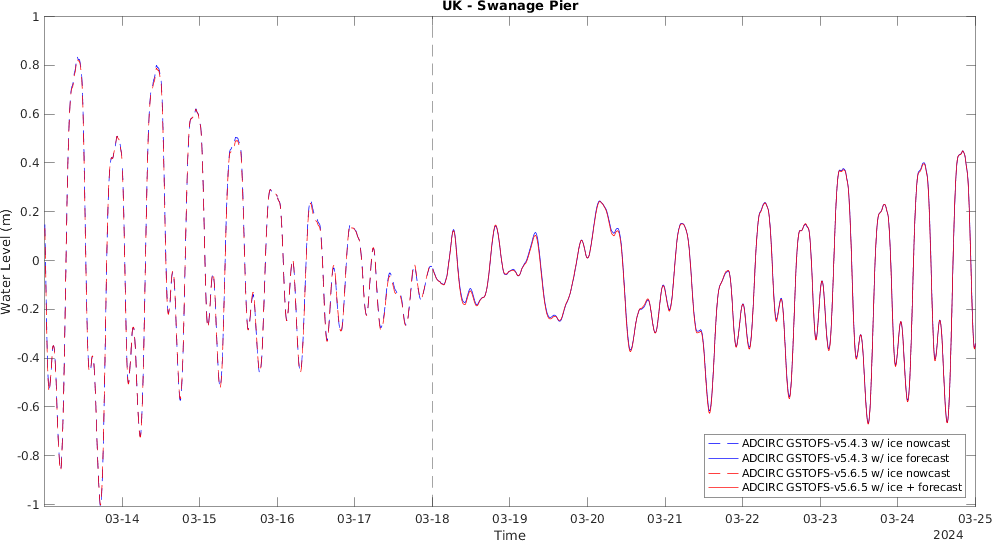 UK - Swanage Pier
1
0.8
0.6
0.4
0.2
0
-0.2
-0.4
-0.6
-0.8
-1
Water Level (m)
03-14 03-15 03-16 03-17 03-18 03-19 03-20 03-21 03-22 03-23 03-24 03-25
Time
2024
ADCIRC GSTOFS-v5.4.3 w/ ice nowcast
ADCIRC GSTOFS-v5.4.3 w/ ice forecast
ADCIRC GSTOFS-v5.6.5 w/ ice nowcast
ADCIRC GSTOFS-v5.6.5 w/ ice + forecast